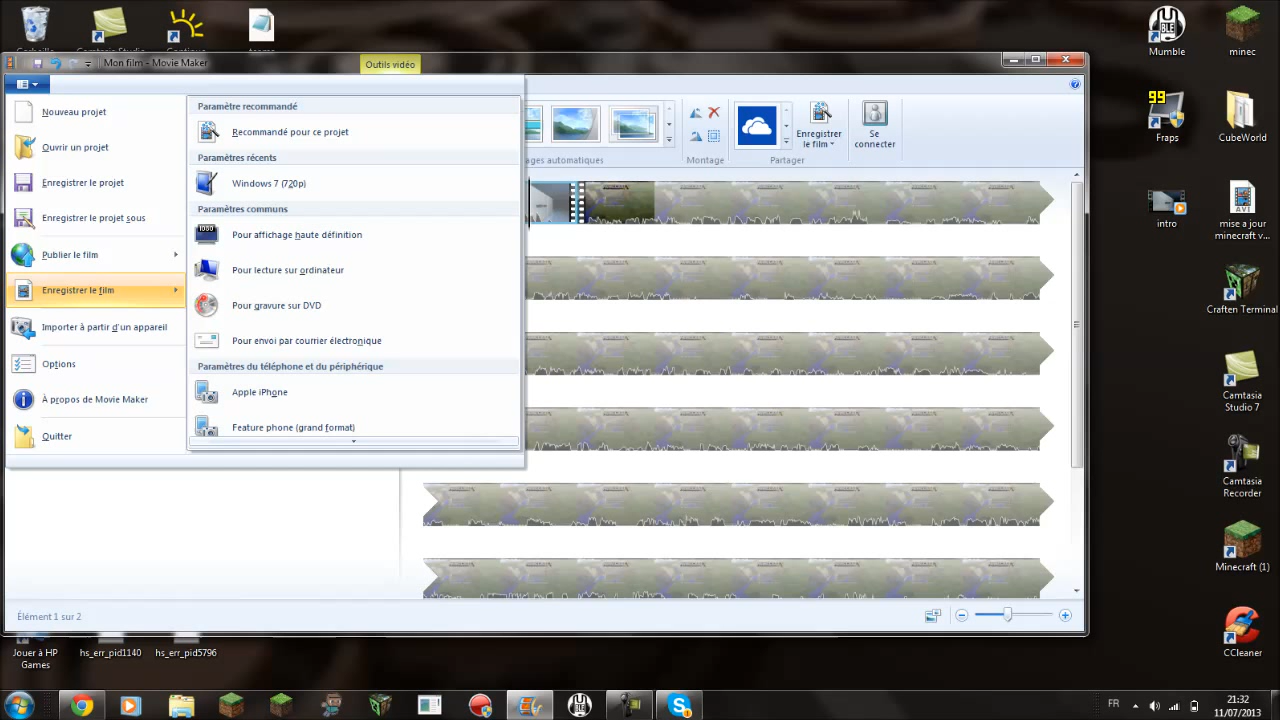 Mumble
minec
Mon film - Movie Maker
Outils vidéo
Nouveau projet
Ouvrir un projet
Enregistrer le projet
Enregistrer le projet sous
Publier le film
Enregistrer le film
Importer à partir d'un appareil
Options
À propos de Movie Maker
Quitter
Paramètre recommandé
Recommandé pour ce projet
Paramètres récents
Windows 7 (720p)
Paramètres communs
Pour affichage haute définition
Pour lecture sur ordinateur
Pour gravure sur DVD
Pour envoi par courrier électronique
Paramètres du téléphone et du périphérique
Apple iPhone
Feature phone (grand format)
Montage
Enregistrer
le film
Partager
Se
connecter
99
Fraps
CubeWorld
intro
AVI
mise a jour
minecraft v...
Craften Terminal
Camtasia
Studio 7
Camtasia
Recorder
Minecraft (1)
CCleaner
Élément 1 sur 2
Jouer à HP
Games
hs_err_pid1140
hs_err_pid5796
FR
21:32
11/07/2013